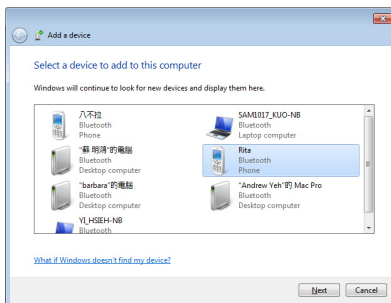 Add a device
Select a device to add to this computer
Windows will continue to look for new devices and display them here.
八不拉
Bluetooth
Phone
SAM1017_KUO-NB
Bluetooth
Laptop computer
"蘇 明鴻"的電腦
Bluetooth
Desktop computer
Rita
Bluetooth
Phone
"barbara"的電腦
Bluetooth
Desktop computer
"Andrew Yeh"的 Mac Pro
Bluetooth
Desktop computer
YI_HSIEH-NB
Bluetooth
What if Windows doesn't find my device?
Next
Cancel